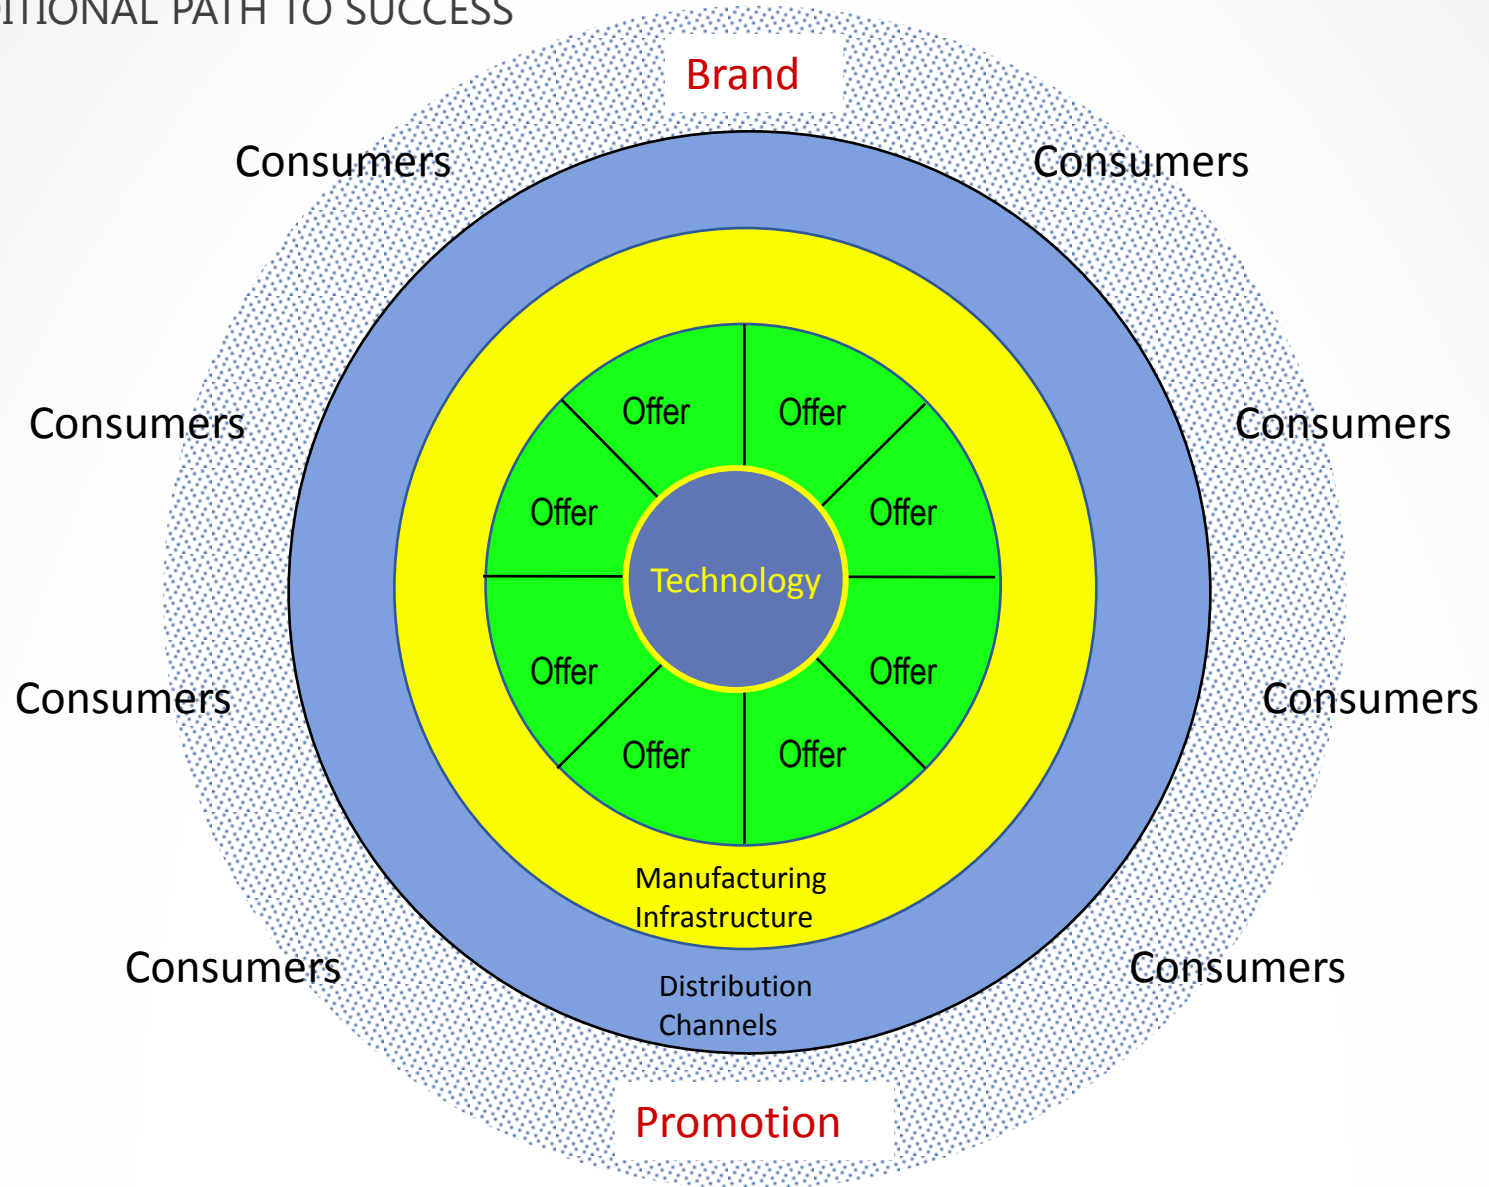 DITIONAL PATH TO SUCCESS
Brand
Consumers
Consumers
Offer
Offer
Consumers
Consumers
Offer
Offer
Technology
Offer
Offer
Consumers
Consumers
Offer
Offer
Manufacturing
Infrastructure
Consumers
Consumers
Distribution
Channels
Promotion